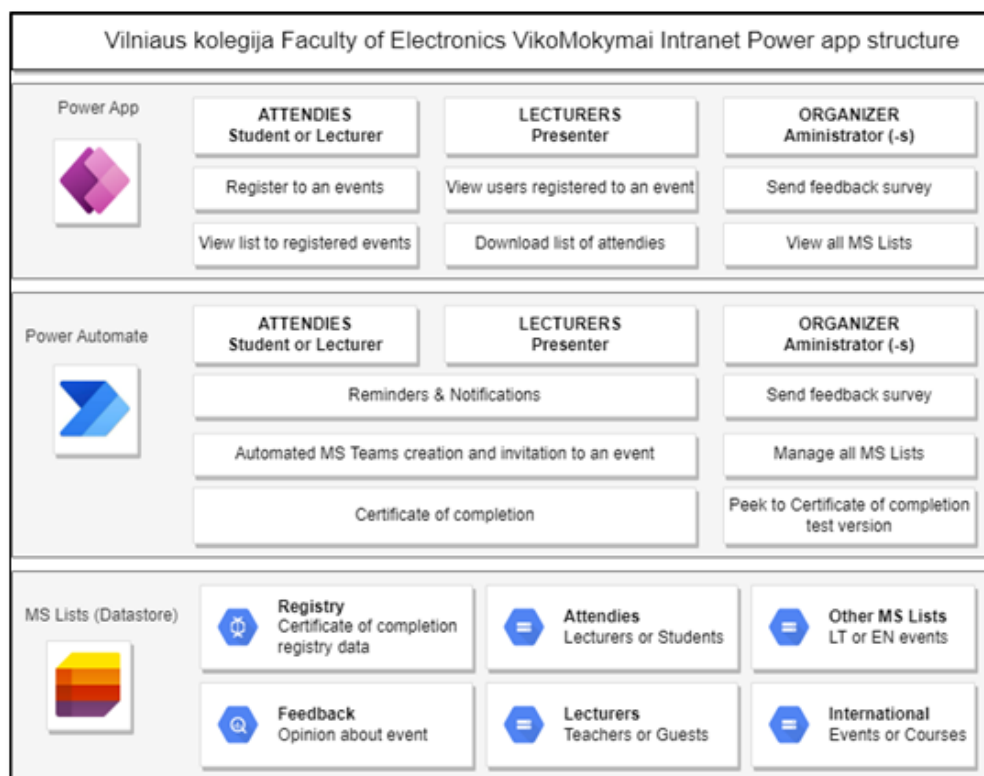 Vilniaus kolegija Faculty of Electronics VikoMokymai Intranet Power app structure
Power App
ATTENDIES
Student or Lecturer
LECTURERS
Presenter
ORGANIZER
Aministrator (-s)
Register to an events
View users registered to an event
Send feedback survey
View list to registered events
Download list of attendies
View all MS Lists
Power Automate
ATTENDIES
Student or Lecturer
LECTURERS
Presenter
ORGANIZER
Aministrator (-s)
Reminders & Notifications
Send feedback survey
Automated MS Teams creation and invitation to an event
Manage all MS Lists
Certificate of completion
Peek to Certificate of completion
test version
MS Lists (Datastore)
Registry
Certificate of completion
registry data
Attendies
Lecturers or Students
Other MS Lists
LT or EN events
Feedback
Opinion about event
Lecturers
Teachers or Guests
International
Events or Courses